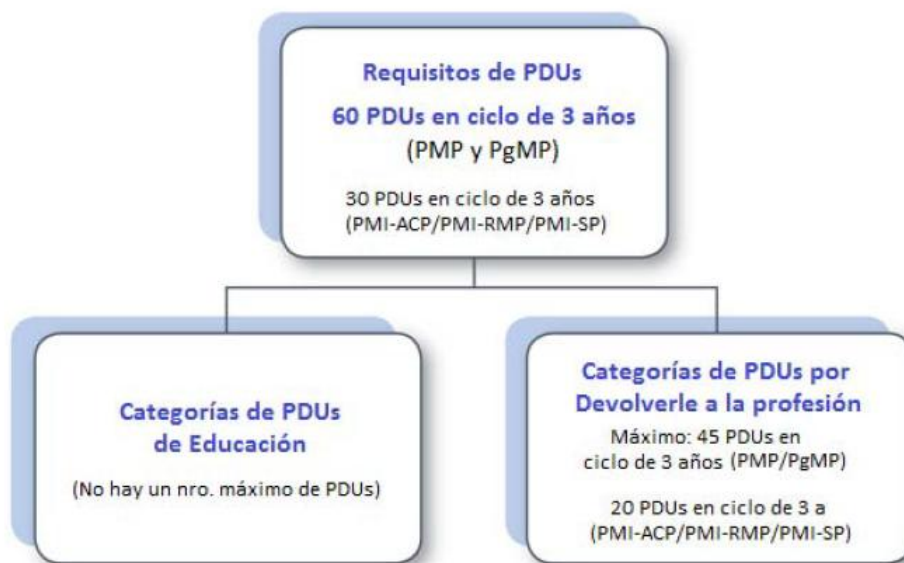 Requisitos de PDUs
60 PDUs en ciclo de 3 años
(PMP y PgMP)
30 PDUs en ciclo de 3 años
(PMI-ACP/PMI-RMP/PMI-SP)
Categorías de PDUs
de Educación
(No hay un nro. máximo de PDUs)
Categorías de PDUs por
Devolverle a la profesión
Máximo: 45 PDUs en
ciclo de 3 años (PMP/PgMP)
20 PDUs en ciclo de 3 a
(PMI-ACP/PMI-RMP/PMI-SP)